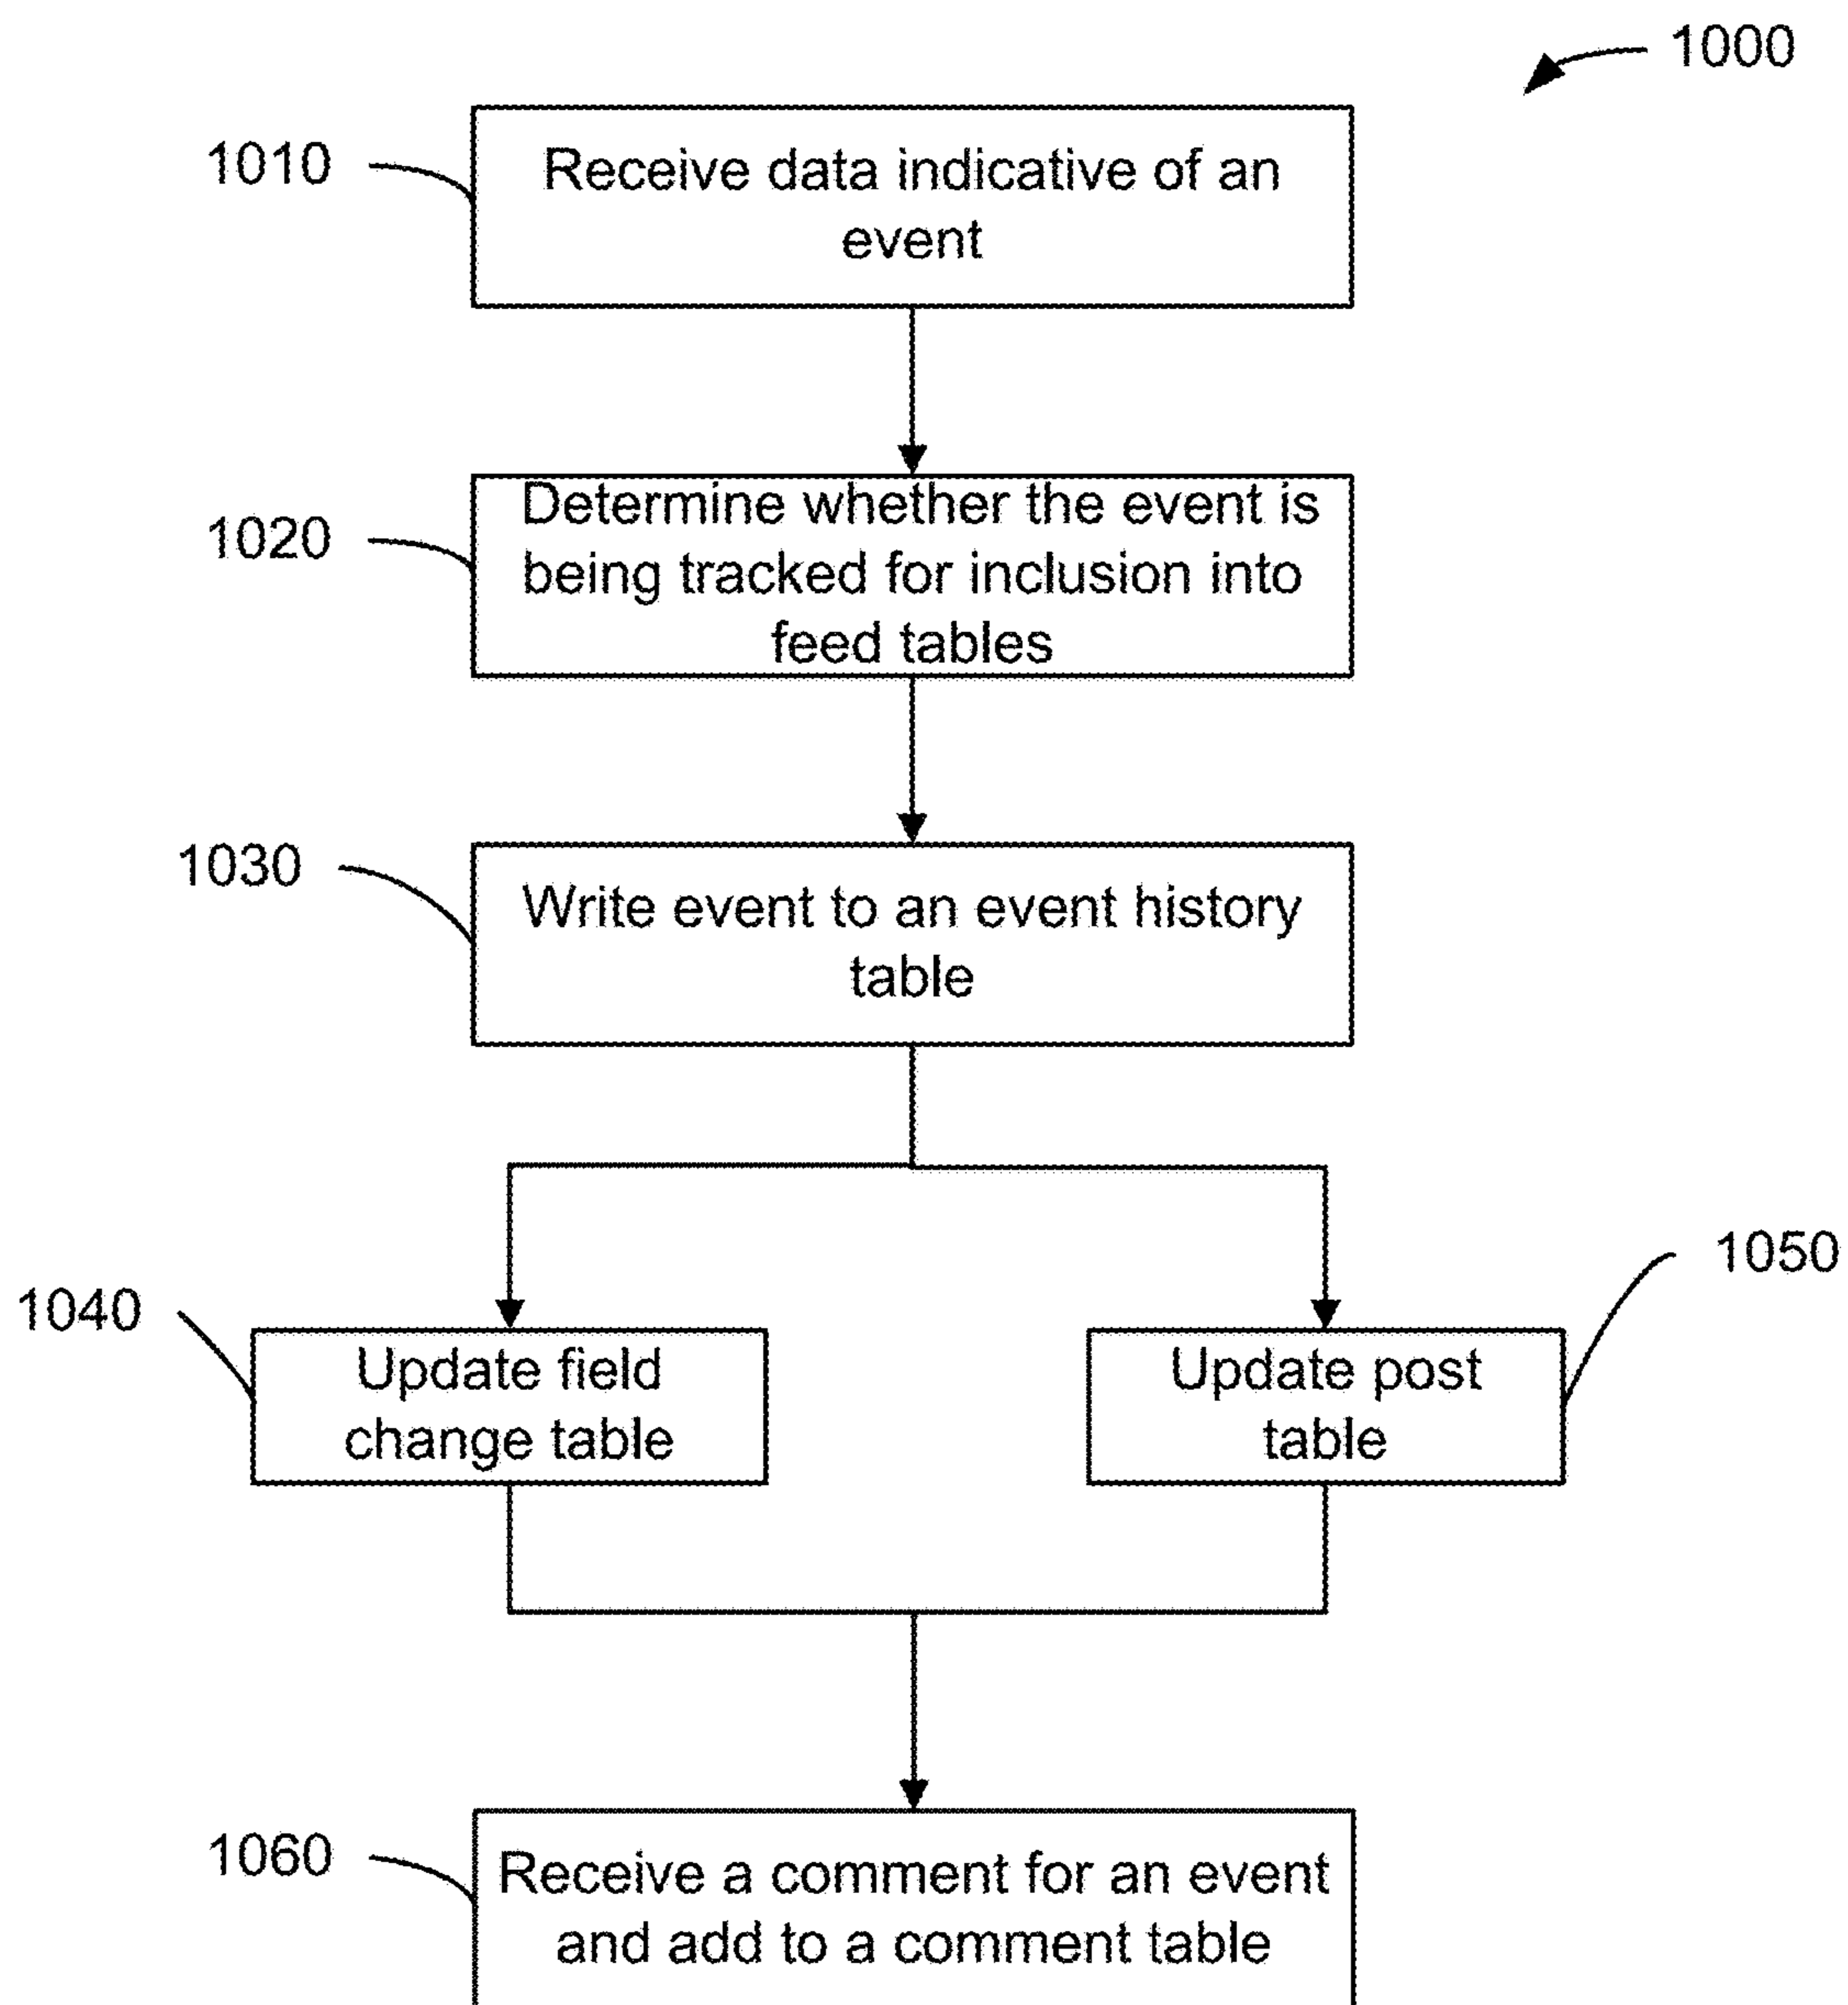 1000
1010
Receive data indicative of an
event
1020
Determine whether the event is
being tracked for inclusion into
feed tables
1030
Write event to an event history
table
1040
Update field
change table
1050
Update post
table
1060
Receive a comment for an event
and add to a comment table